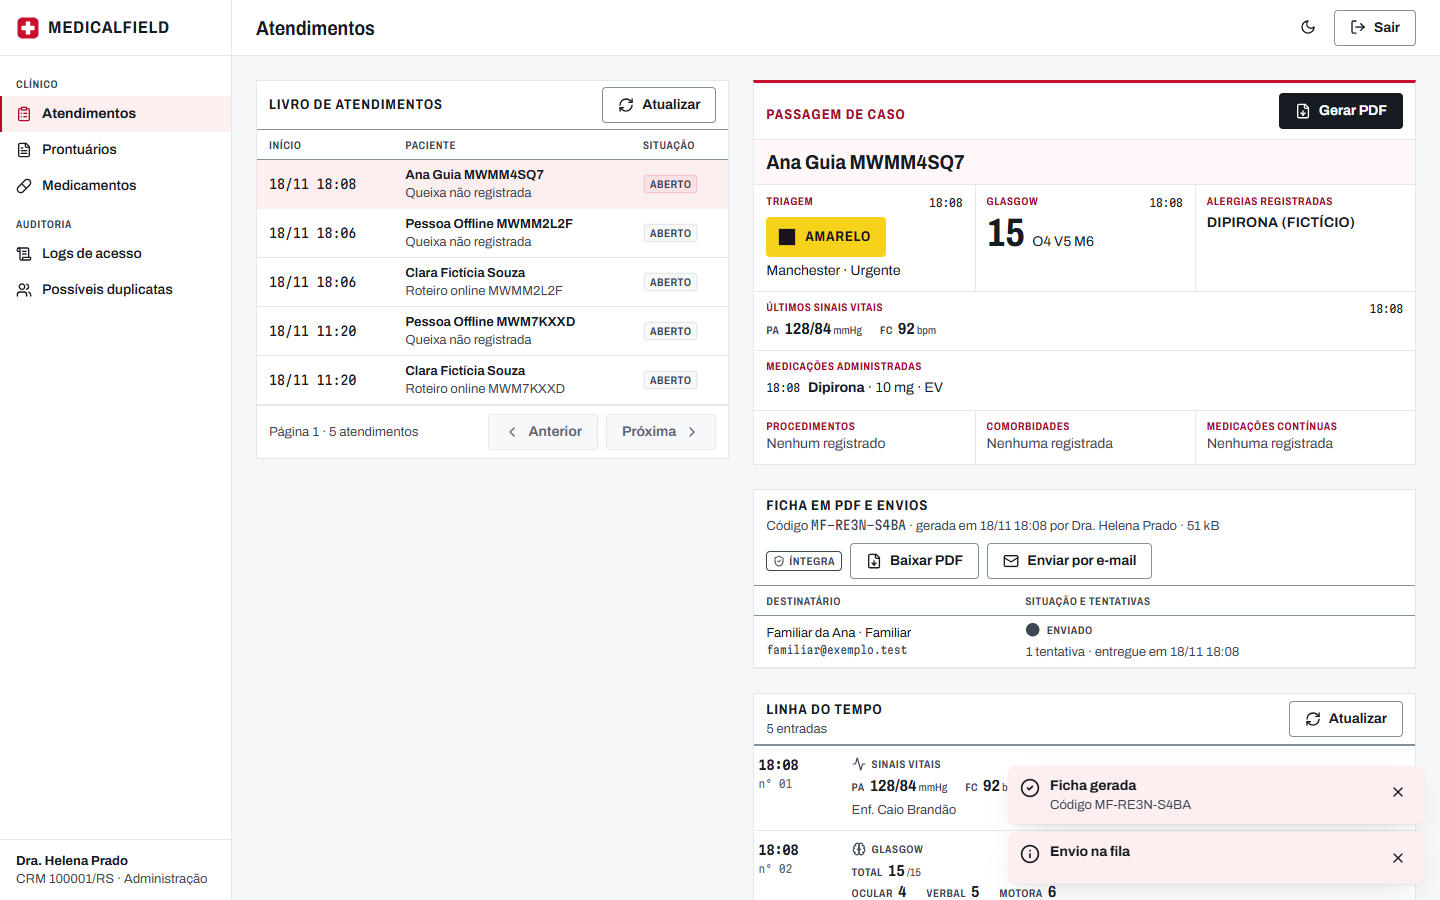 MEDICALFIELD
Atendimentos
Sair
CLÍNICO
Atendimentos
Prontuários
Medicamentos
AUDITORIA
Logs de acesso
Possíveis duplicatas
Dra. Helena Prado
CRM 100001/RS · Administração
LIVRO DE ATENDIMENTOS
Atualizar
INÍCIO PACIENTE SITUAÇÃO
18/11 18:08 Ana Guia MWMM4SQ7 ABERTO
Queixa não registrada
18/11 18:06 Pessoa Offline MWMM2L2F ABERTO
Queixa não registrada
18/11 18:06 Clara Fictícia Souza ABERTO
Roteiro online MWMM2L2F
18/11 11:20 Pessoa Offline MWM7KXXD ABERTO
Queixa não registrada
18/11 11:20 Clara Fictícia Souza ABERTO
Roteiro online MWM7KXXD
Página 1 · 5 atendimentos
Anterior
Próxima
PASSAGEM DE CASO
Gerar PDF
Ana Guia MWMM4SQ7
TRIAGEM 18:08
AMARELO
Manchester · Urgente
GLASGOW 18:08
15 O4 V5 M6
ALERGIAS REGISTRADAS
DIPIRONA (FICTÍCIO)
ÚLTIMOS SINAIS VITAIS 18:08
PA 128/84 mmHg FC 92 bpm
MEDICAÇÕES ADMINISTRADAS
18:08 Dipirona · 10 mg · EV
PROCEDIMENTOS
Nenhum registrado
COMORBIDADES
Nenhuma registrada
MEDICAÇÕES CONTÍNUAS
Nenhuma registrada
FICHA EM PDF E ENVIOS
Código MF-RE3N-S4BA · gerada em 18/11 18:08 por Dra. Helena Prado · 51 kB
ÍNTEGRA
Baixar PDF
Enviar por e-mail
DESTINATÁRIO SITUAÇÃO E TENTATIVAS
Familiar da Ana · Familiar ENVIADO
familiar@exemplo.test 1 tentativa · entregue em 18/11 18:08
LINHA DO TEMPO
5 entradas
Atualizar
18:08 SINAIS VITAIS
n° 01 PA 128/84 mmHg FC 92 b
Enf. Caio Brandão
18:08 GLASGOW
n° 02 TOTAL 15 /15
OCULAR 4 VERBAL 5 MOTORA 6
Ficha gerada
Código MF-RE3N-S4BA
Envio na fila